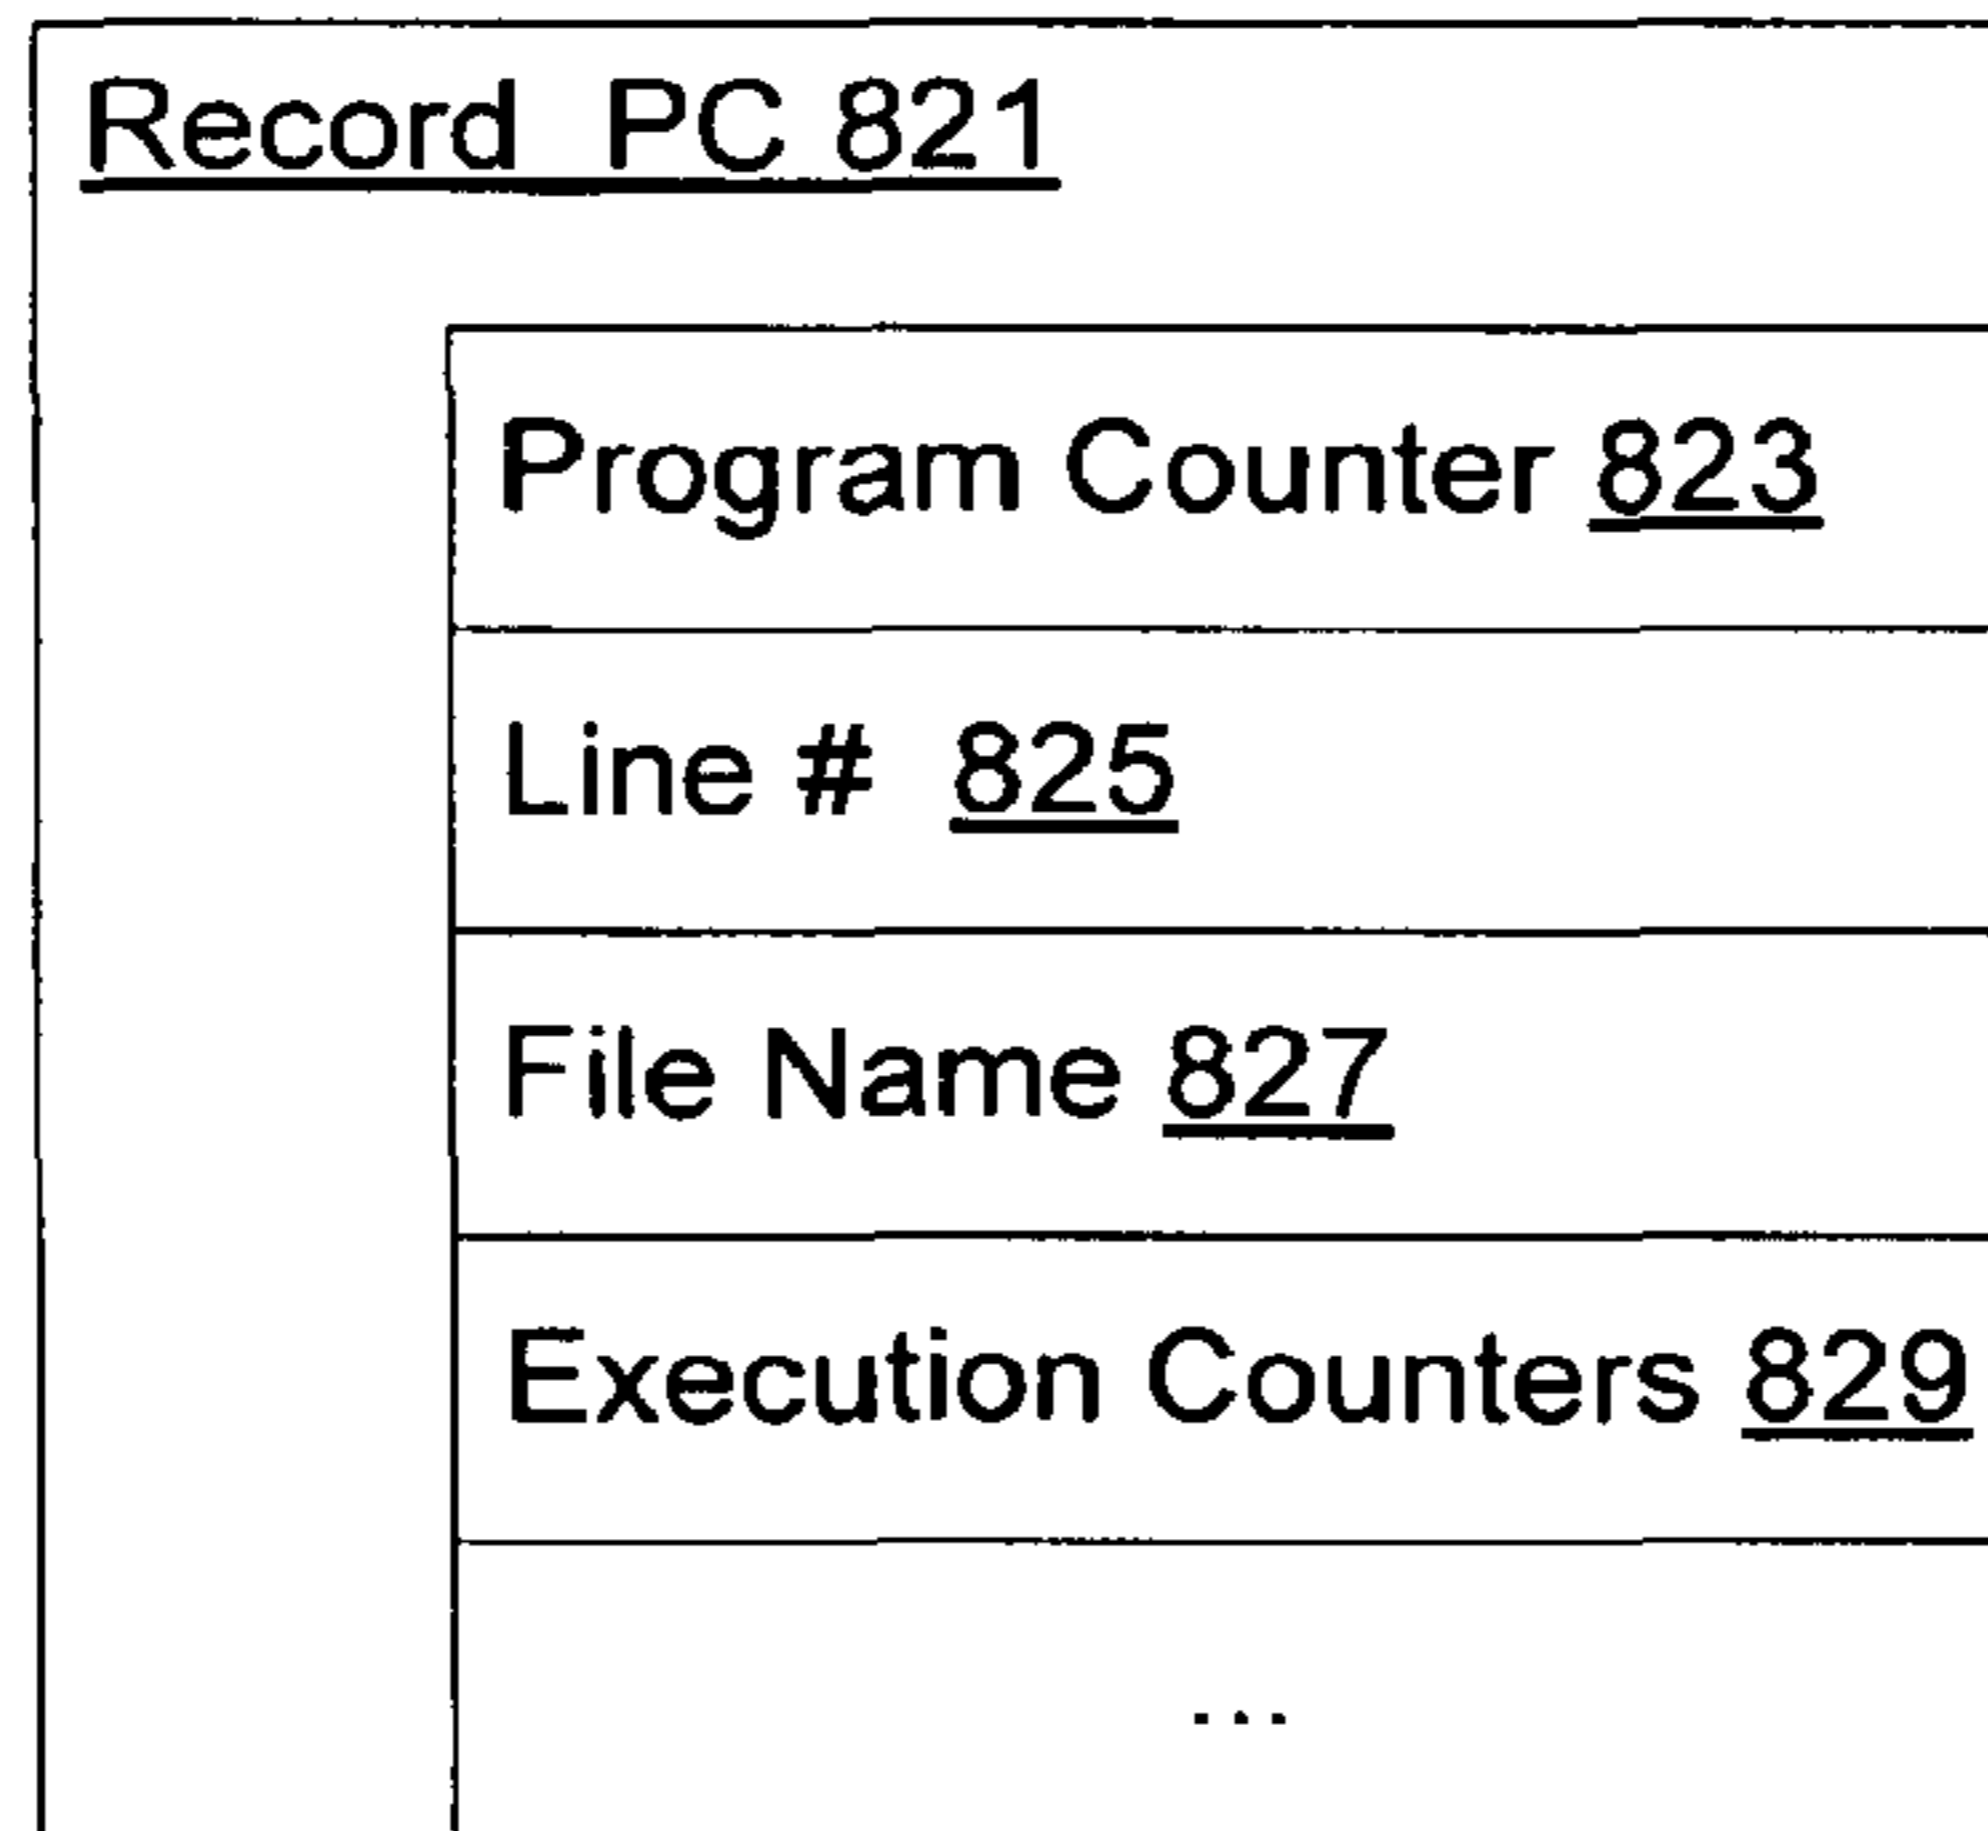 Record PC 821
Program Counter 823
Line # 825
File Name 827
Execution Counters 829
...